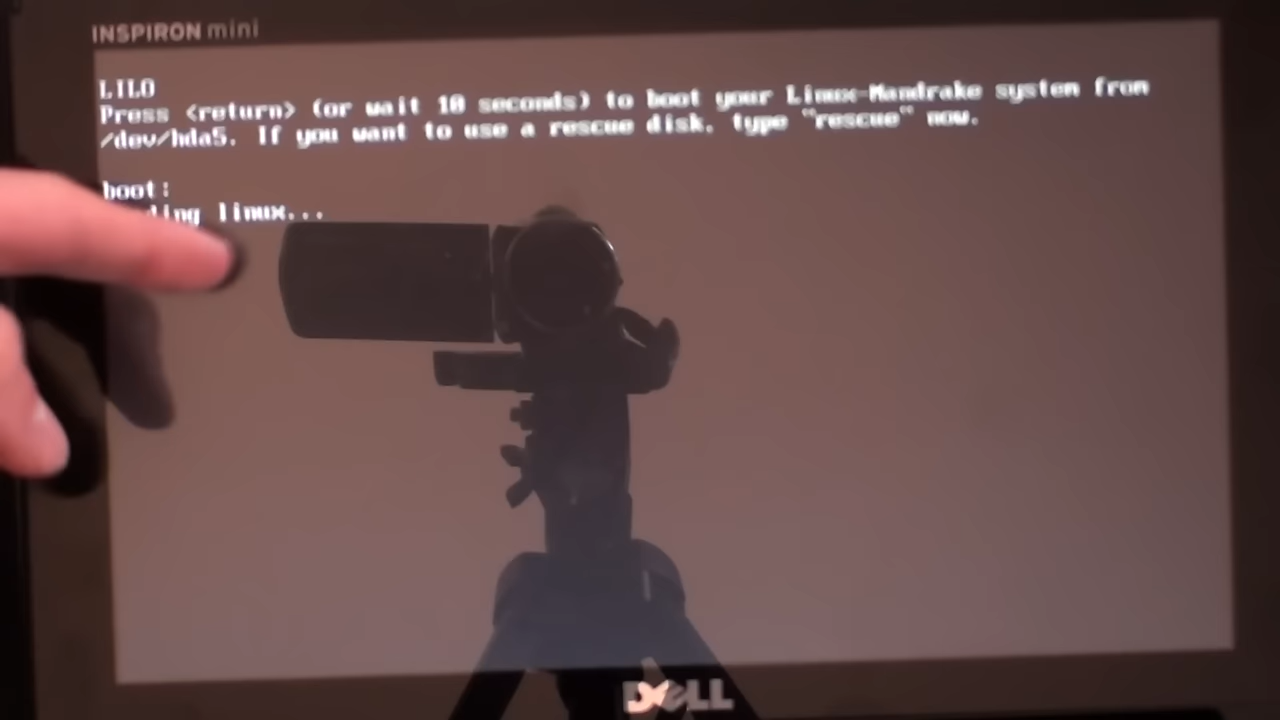 INSPIRON mini
LILO
Press <return> (or wait 10 seconds) to boot your Linux-Mandrake system from
/dev/hda5. If you want to use a rescue disk, type "rescue" now.
boot:
ding linux...
DELL